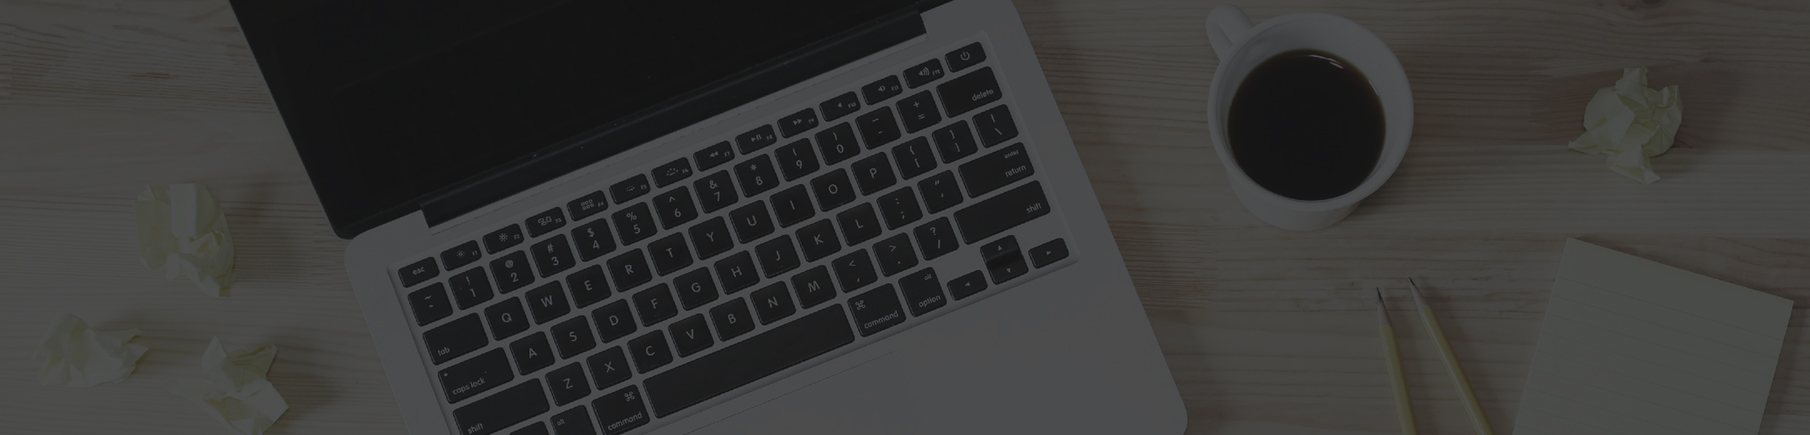 esc F1 F2 F3 F4 F5 F6 F7 F8 F9 F10 F11 F12
~ ! 1 @ 2 # 3 $ 4 % 5 ^ 6 & 7 * 8 ( 9 ) 0 _ - + = delete
tab Q W E R T Y U I O P { [ } ] | \
caps lock A S D F G H J K L : ; " ' enter return
shift Z X C V B N M < , > . ? / shift
alt ⌘ command ⌘ command alt option